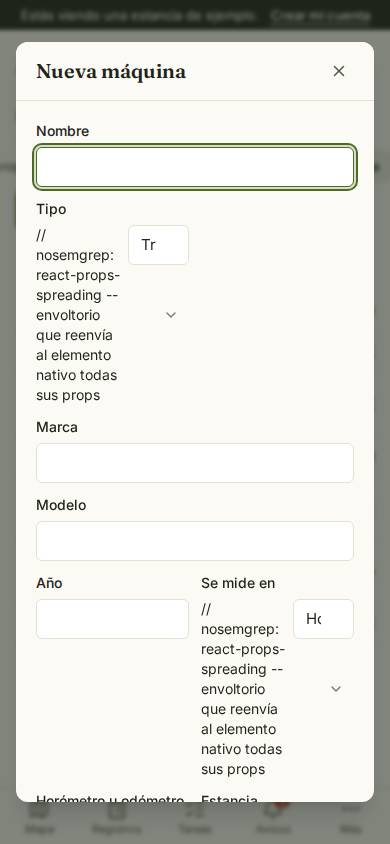 Estás viendo una estancia de ejemplo. Crear mi cuenta
Nueva máquina
Nombre
Tipo
//
nosemgrep:
react-props-
spreading --
envoltorio
que reenvía
al elemento
nativo todas
sus props
Tr
Marca
Modelo
Año
Se mide en
//
nosemgrep:
react-props-
spreading --
envoltorio
que reenvía
al elemento
nativo todas
sus props
Ho
Horómetro u odómetro
Estancia
Mapa
Registros
Tareas
Avisos
Más